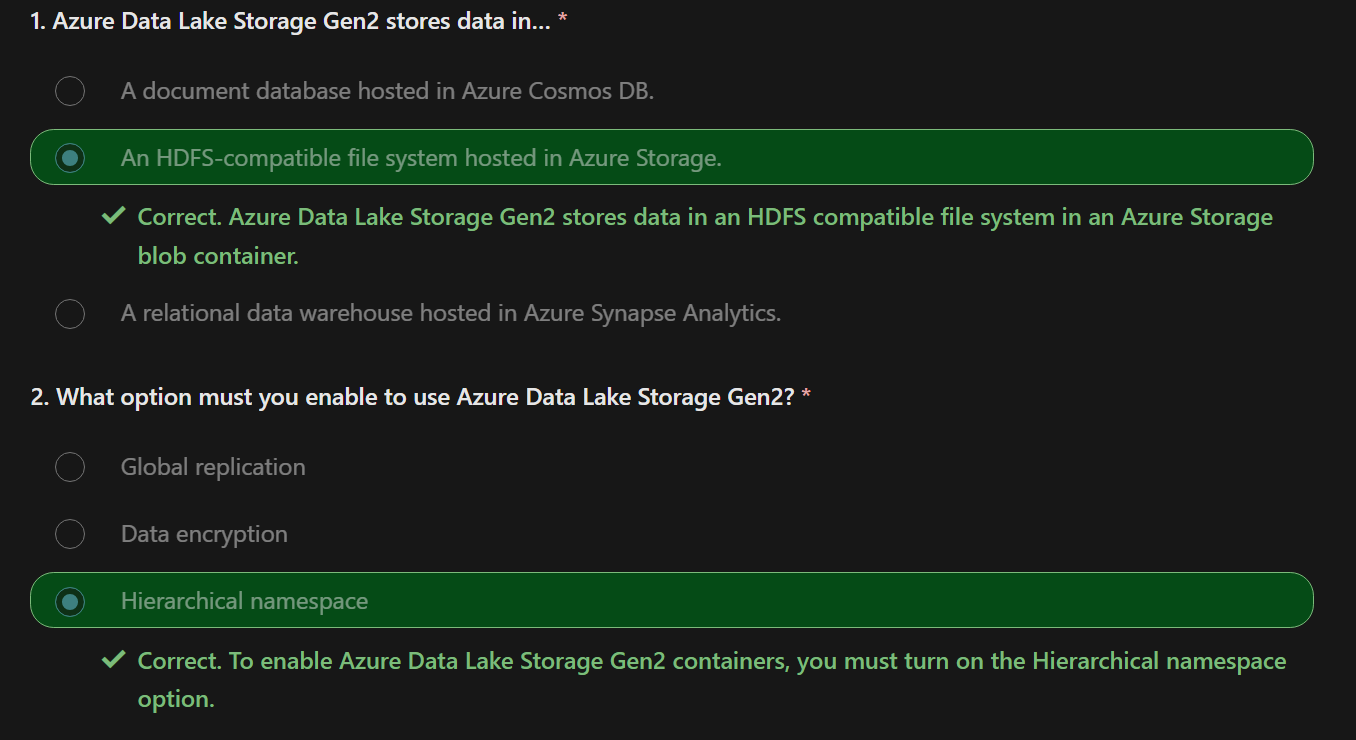 1. Azure Data Lake Storage Gen2 stores data in... *
A document database hosted in Azure Cosmos DB.
An HDFS-compatible file system hosted in Azure Storage.
Correct. Azure Data Lake Storage Gen2 stores data in an HDFS compatible file system in an Azure Storage
blob container.
A relational data warehouse hosted in Azure Synapse Analytics.
2. What option must you enable to use Azure Data Lake Storage Gen2? *
Global replication
Data encryption
Hierarchical namespace
Correct. To enable Azure Data Lake Storage Gen2 containers, you must turn on the Hierarchical namespace
option.